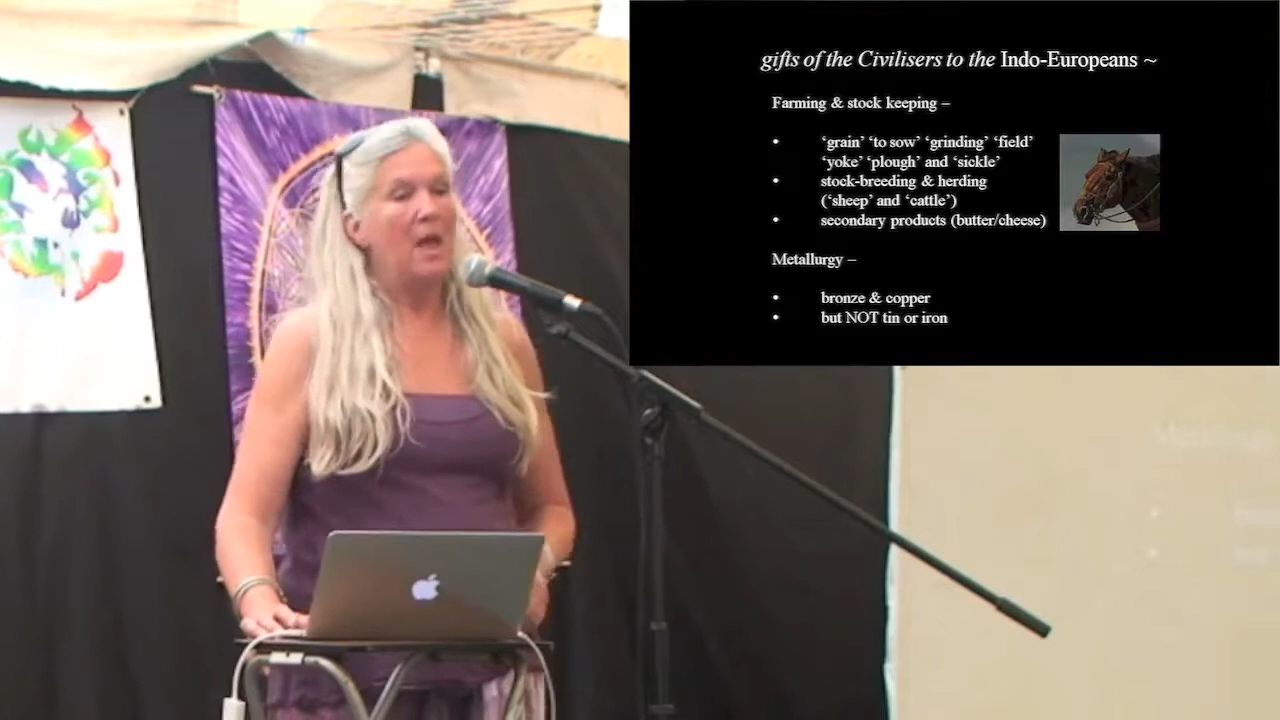 gifts of the Civilisers to the Indo-Europeans ~
Farming & stock keeping –
• ‘grain’ ‘to sow’ ‘grinding’ ‘field’
‘yoke’ ‘plough’ and ‘sickle’
• stock-breeding & herding
(‘sheep’ and ‘cattle’)
• secondary products (butter/cheese)
Metallurgy –
• bronze & copper
• but NOT tin or iron